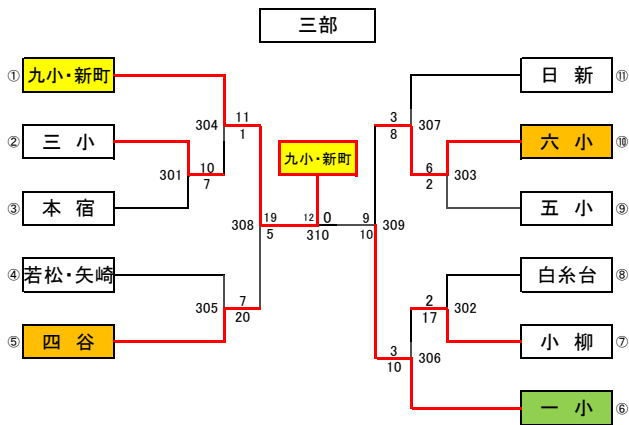 三部
① 九小・新町
② 三 小
③ 本 宿
④ 若松・矢崎
⑤ 四 谷
304
11
1
301
10
7
308
19
5
305
7
20
九小・新町
12 0
310
9
10
309
3
8
307
6
2
303
2
17
302
3
10
306
日 新 ⑪
六 小 ⑩
五 小 ⑨
白糸台 ⑧
小 柳 ⑦
一 小 ⑥